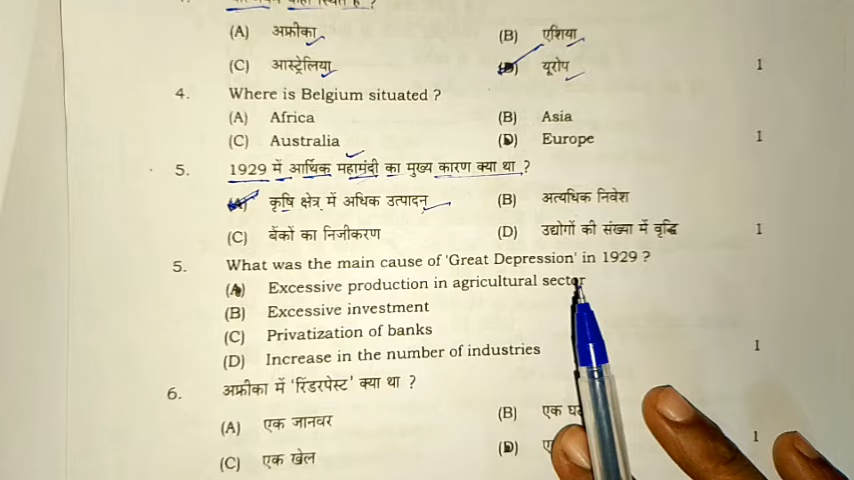 स्थित है ?
(A) अफ्रीका (B) एशिया
(C) आस्ट्रेलिया (D) यूरोप 1
4. Where is Belgium situated ?
(A) Africa (B) Asia
(C) Australia (D) Europe 1
5. 1929 में आर्थिक महामंदी का मुख्य कारण क्या था ?
(A) कृषि क्षेत्र में अधिक उत्पादन (B) अत्यधिक निवेश
(C) बैंकों का निजीकरण (D) उद्योगों की संख्या में वृद्धि 1
5. What was the main cause of 'Great Depression' in 1929 ?
(A) Excessive production in agricultural sector
(B) Excessive investment
(C) Privatization of banks
(D) Increase in the number of industries 1
6. अफ्रीका में 'रिंडरपेस्ट' क्या था ?
(A) एक जानवर (B) एक
(C) एक खेल (D) 1